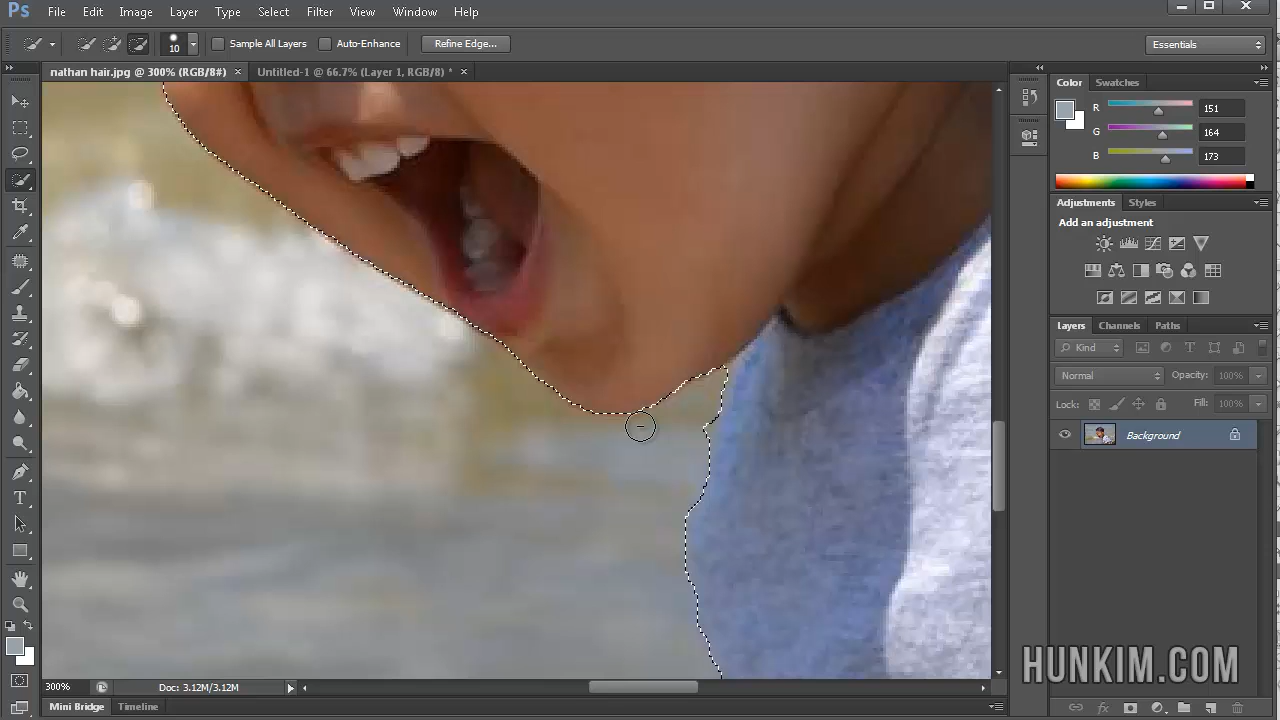 Ps File Edit Image Layer Type Select Filter View Window Help
10 Sample All Layers Auto-Enhance Refine Edge... Essentials
nathan hair.jpg @ 300% (RGB/8#) × Untitled-1 @ 66.7% (Layer 1, RGB/8) * ×
Color Swatches
R 151
G 164
B 173
Adjustments Styles
Add an adjustment
Layers Channels Paths
Kind
Normal Opacity: 100%
Lock: Fill: 100%
Background
fx
300% Doc: 3.12M/3.12M
Mini Bridge Timeline
HUNKIM.COM